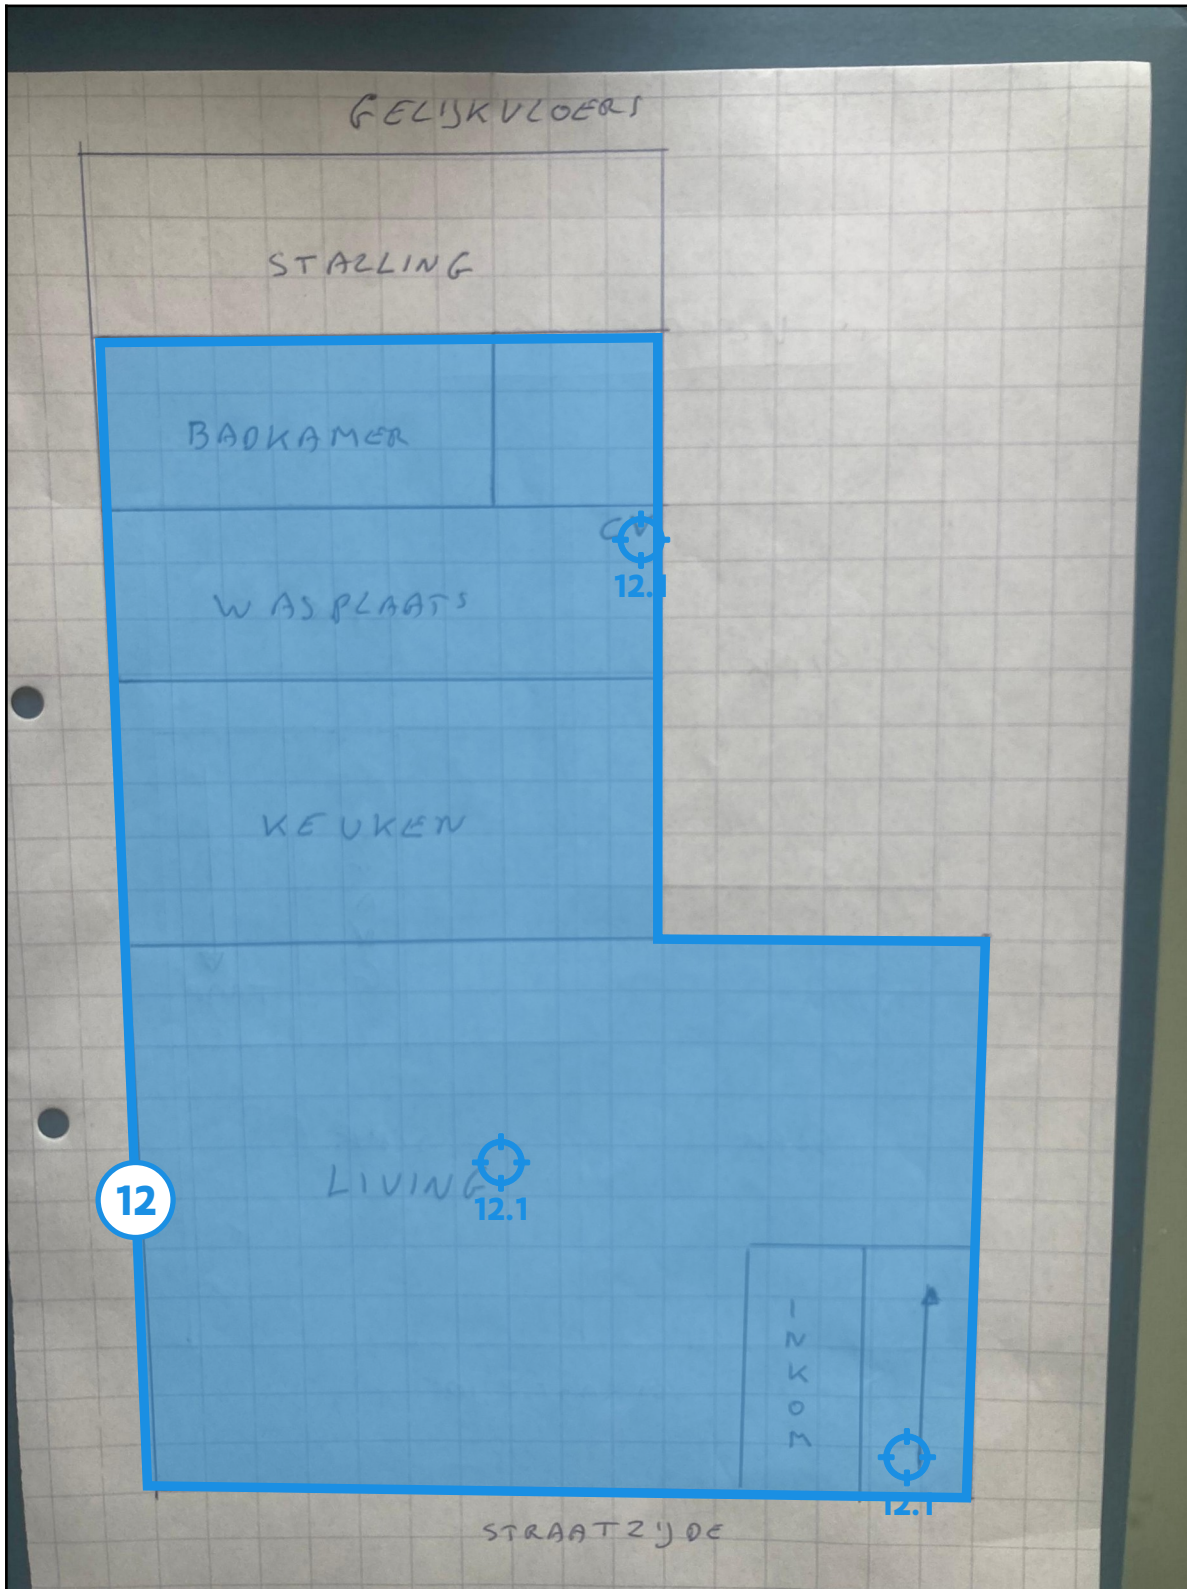 GELIJKVLOERS
STALLING
BADKAMER
CV
12.1
WASPLAATS
KEUKEN
LIVING
12.1
12
INKOM
12.1
STRAATZIJDE